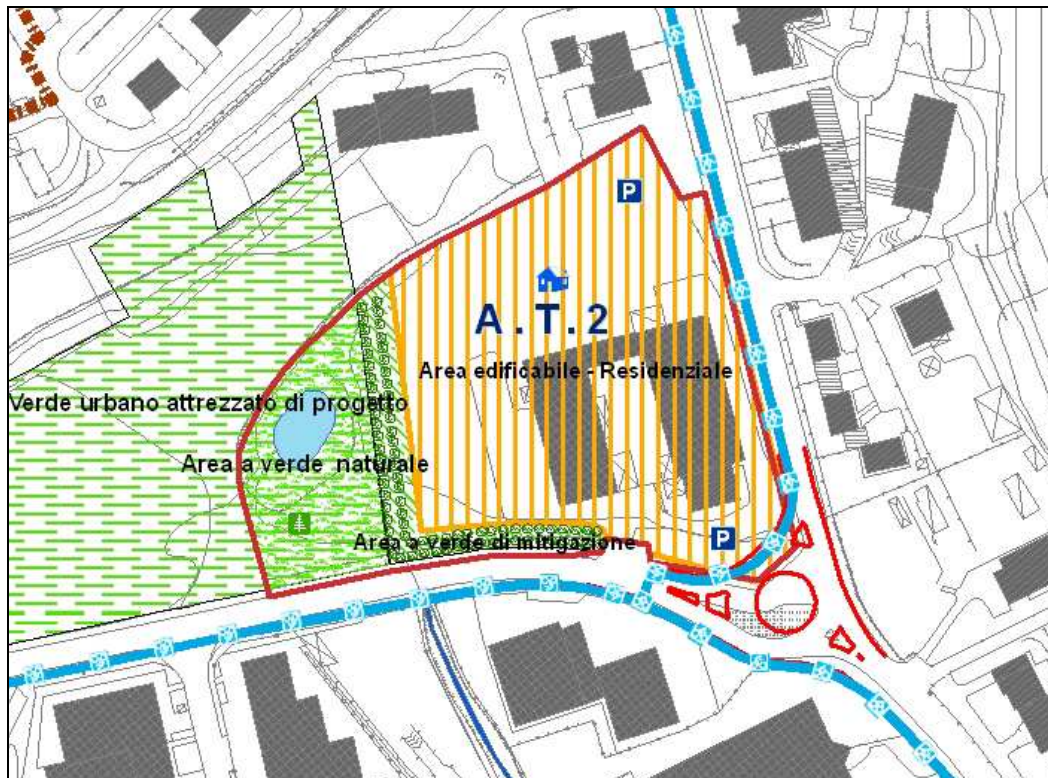 P
A.T.2
Area edificabile - Residenziale
Verde urbano attrezzato di progetto
Area a verde naturale
Area a verde di mitigazione
P